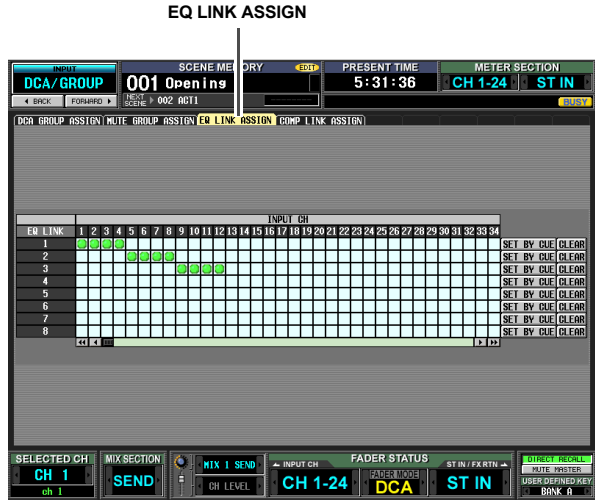 EQ LINK ASSIGN
INPUT SCENE MEMORY EDIT PRESENT TIME METER SECTION
DCA/GROUP 001 Opening 5:31:36 CH 1-24 ST IN
BACK FORWARD NEXT SCENE 002 ACT1 BUSY
DCA GROUP ASSIGN MUTE GROUP ASSIGN EQ LINK ASSIGN COMP LINK ASSIGN
INPUT CH
EQ LINK 1 2 3 4 5 6 7 8 9 10 11 12 13 14 15 16 17 18 19 20 21 22 23 24 25 26 27 28 29 30 31 32 33 34
1 SET BY CUE CLEAR
2 SET BY CUE CLEAR
3 SET BY CUE CLEAR
4 SET BY CUE CLEAR
5 SET BY CUE CLEAR
6 SET BY CUE CLEAR
7 SET BY CUE CLEAR
8 SET BY CUE CLEAR
SELECTED CH MIX SECTION MIX 1 SEND FADER STATUS DIRECT RECALL
INPUT CH FADER MODE ST IN / FX RTN MUTE MASTER
CH 1 SEND CH LEVEL CH 1-24 DCA ST IN USER DEFINED KEY
ch 1 BANK A